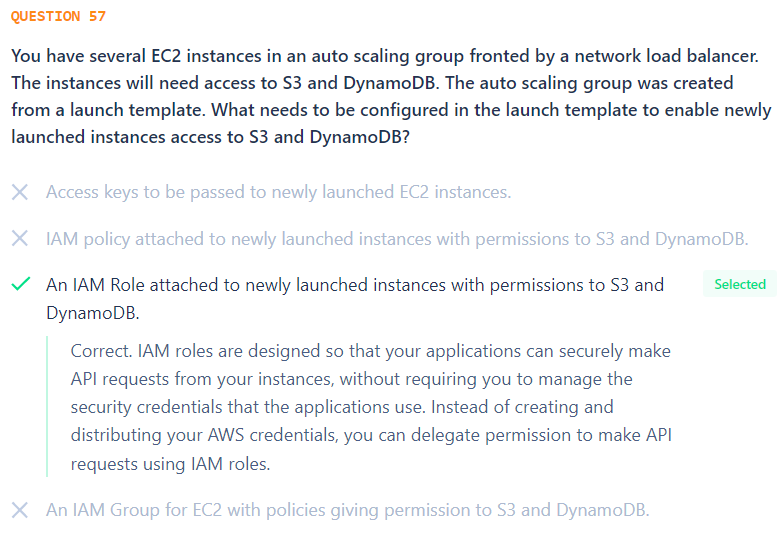 QUESTION 57
You have several EC2 instances in an auto scaling group fronted by a network load balancer.
The instances will need access to S3 and DynamoDB. The auto scaling group was created
from a launch template. What needs to be configured in the launch template to enable newly
launched instances access to S3 and DynamoDB?
Access keys to be passed to newly launched EC2 instances.
IAM policy attached to newly launched instances with permissions to S3 and DynamoDB.
An IAM Role attached to newly launched instances with permissions to S3 and
DynamoDB.
Selected
Correct. IAM roles are designed so that your applications can securely make
API requests from your instances, without requiring you to manage the
security credentials that the applications use. Instead of creating and
distributing your AWS credentials, you can delegate permission to make API
requests using IAM roles.
An IAM Group for EC2 with policies giving permission to S3 and DynamoDB.